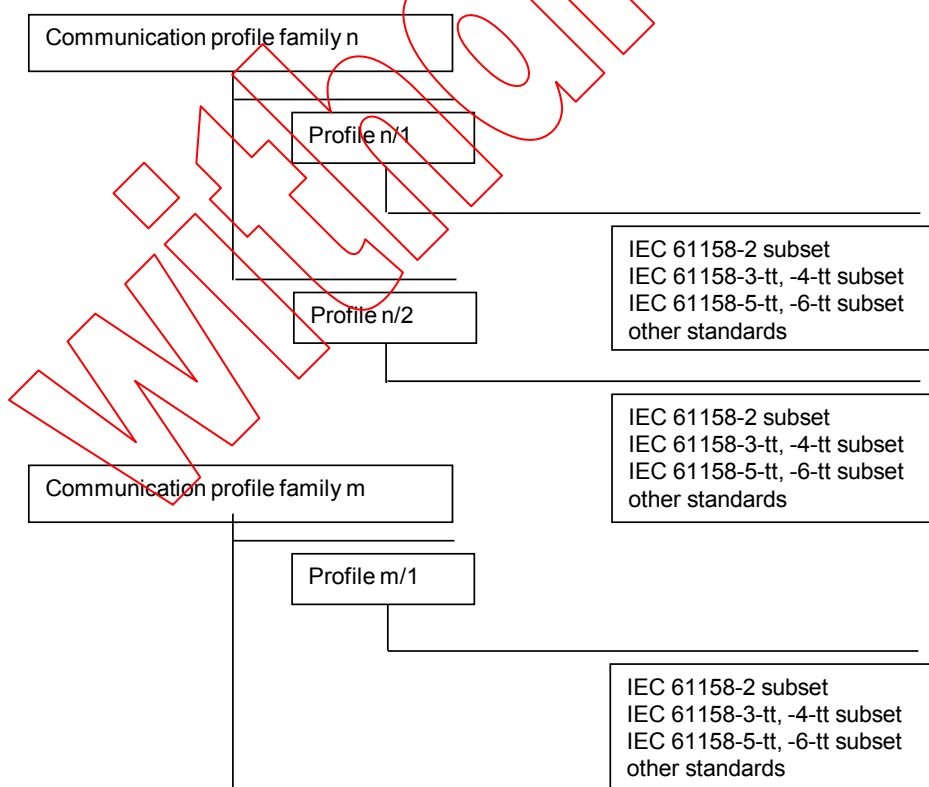 Communication profile family n
Profile n/1
IEC 61158-2 subset
IEC 61158-3-tt, -4-tt subset
IEC 61158-5-tt, -6-tt subset
other standards
Profile n/2
IEC 61158-2 subset
IEC 61158-3-tt, -4-tt subset
IEC 61158-5-tt, -6-tt subset
other standards
Communication profile family m
Profile m/1
IEC 61158-2 subset
IEC 61158-3-tt, -4-tt subset
IEC 61158-5-tt, -6-tt subset
other standards